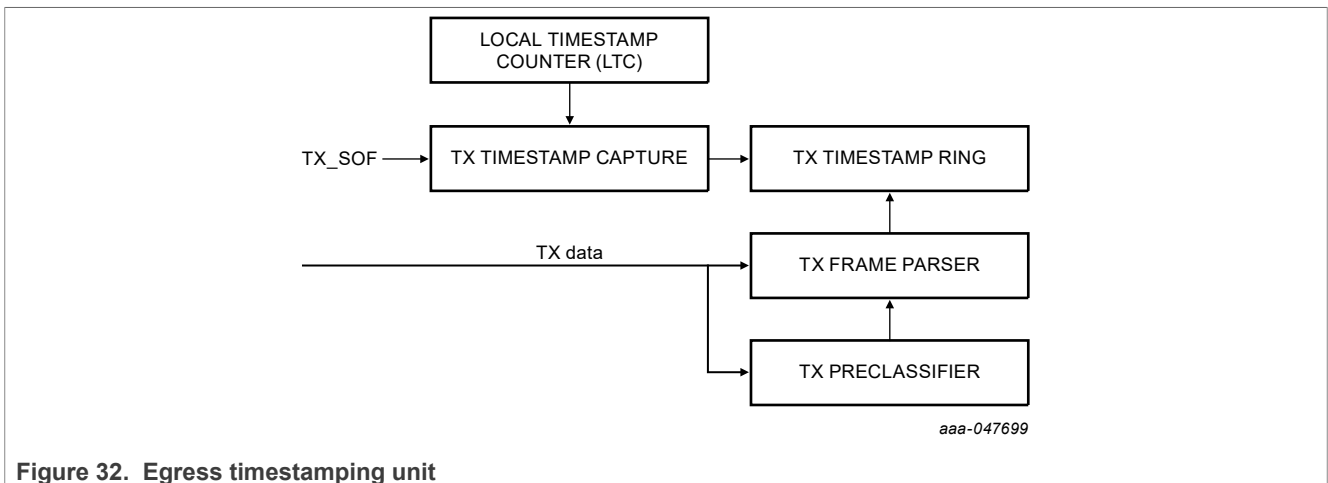 LOCAL TIMESTAMP
COUNTER (LTC)
TX_SOF
TX TIMESTAMP CAPTURE
TX TIMESTAMP RING
TX data
TX FRAME PARSER
TX PRECLASSIFIER
aaa-047699
Figure 32. Egress timestamping unit